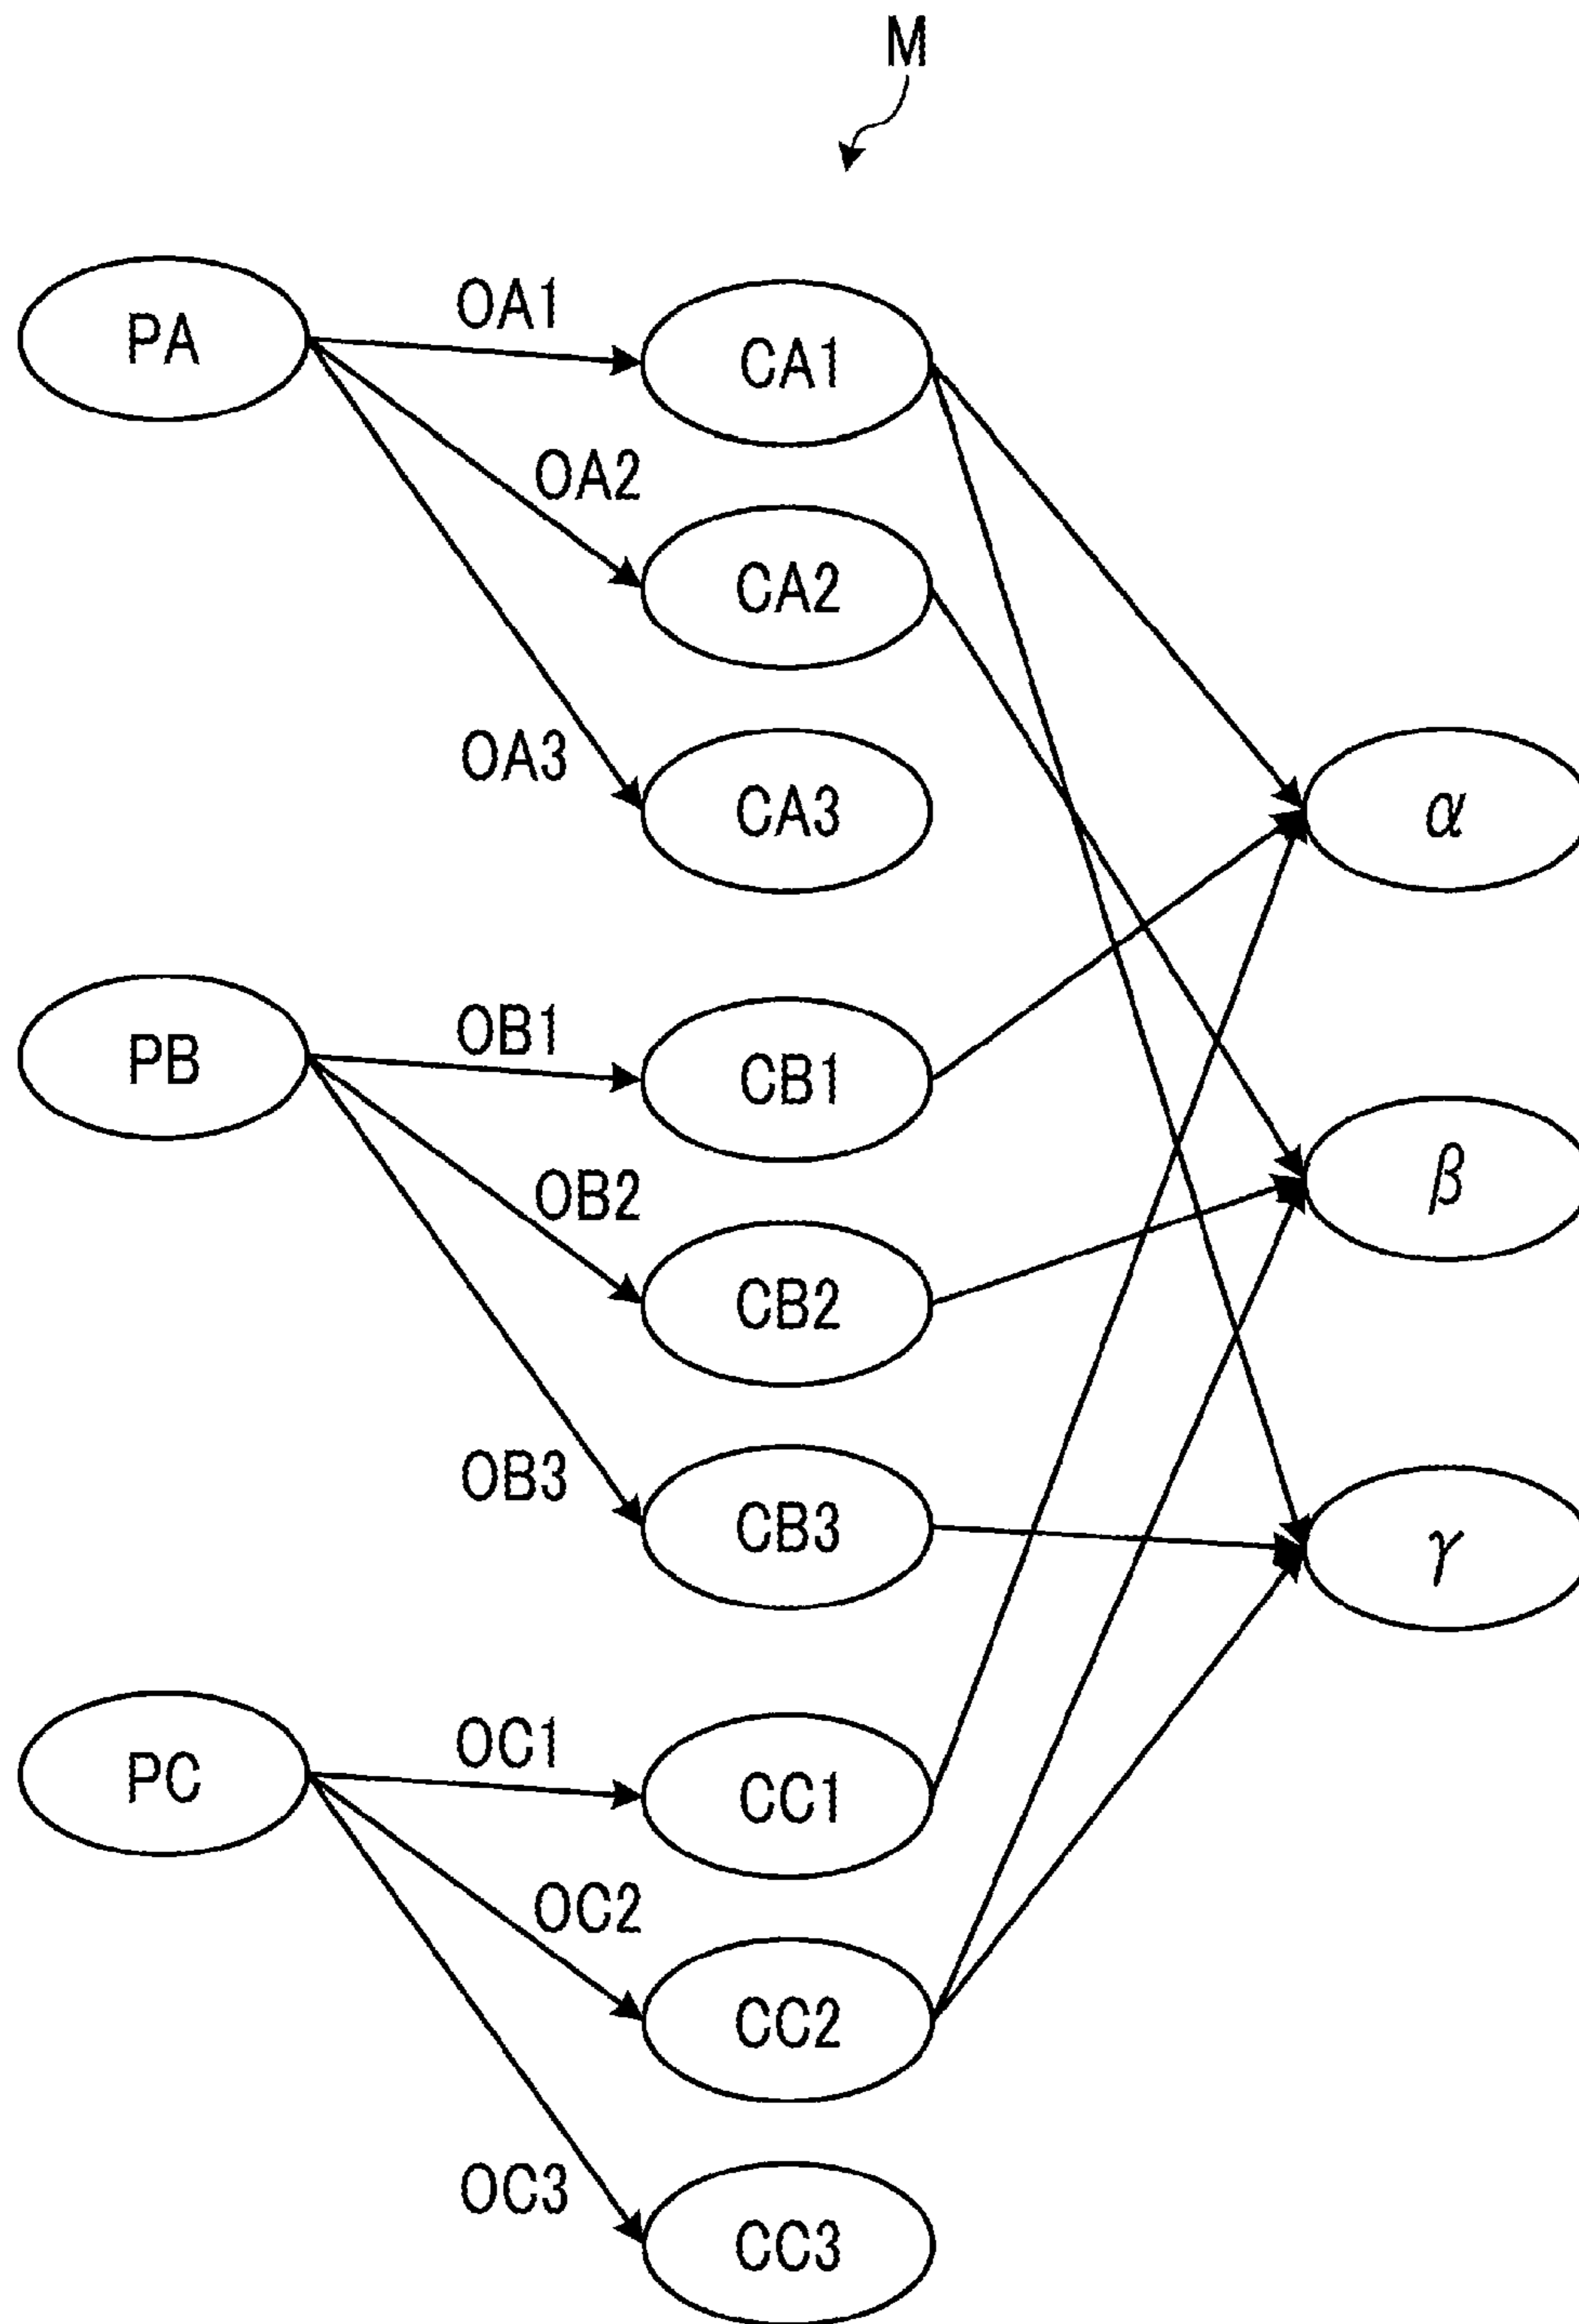 M
PA
OA1
CA1
OA2
CA2
OA3
CA3
α
PB
OB1
CB1
OB2
CB2
β
OB3
CB3
γ
PC
OC1
CC1
OC2
CC2
OC3
CC3